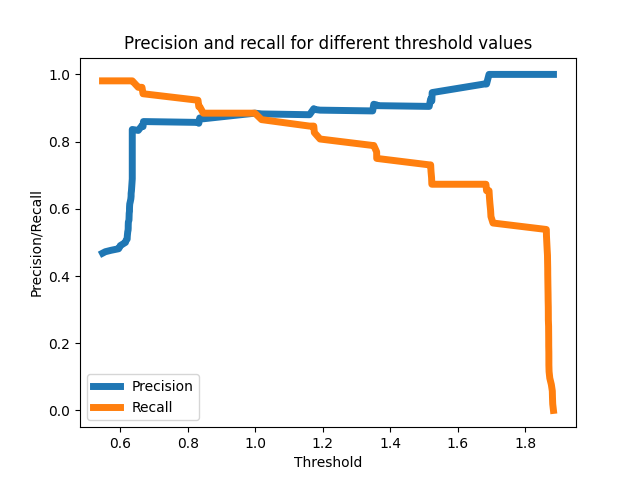 Precision and recall for different threshold values
Precision/Recall
1.0
0.8
0.6
0.4
0.2
0.0
Precision
Recall
0.6 0.8 1.0 1.2 1.4 1.6 1.8
Threshold